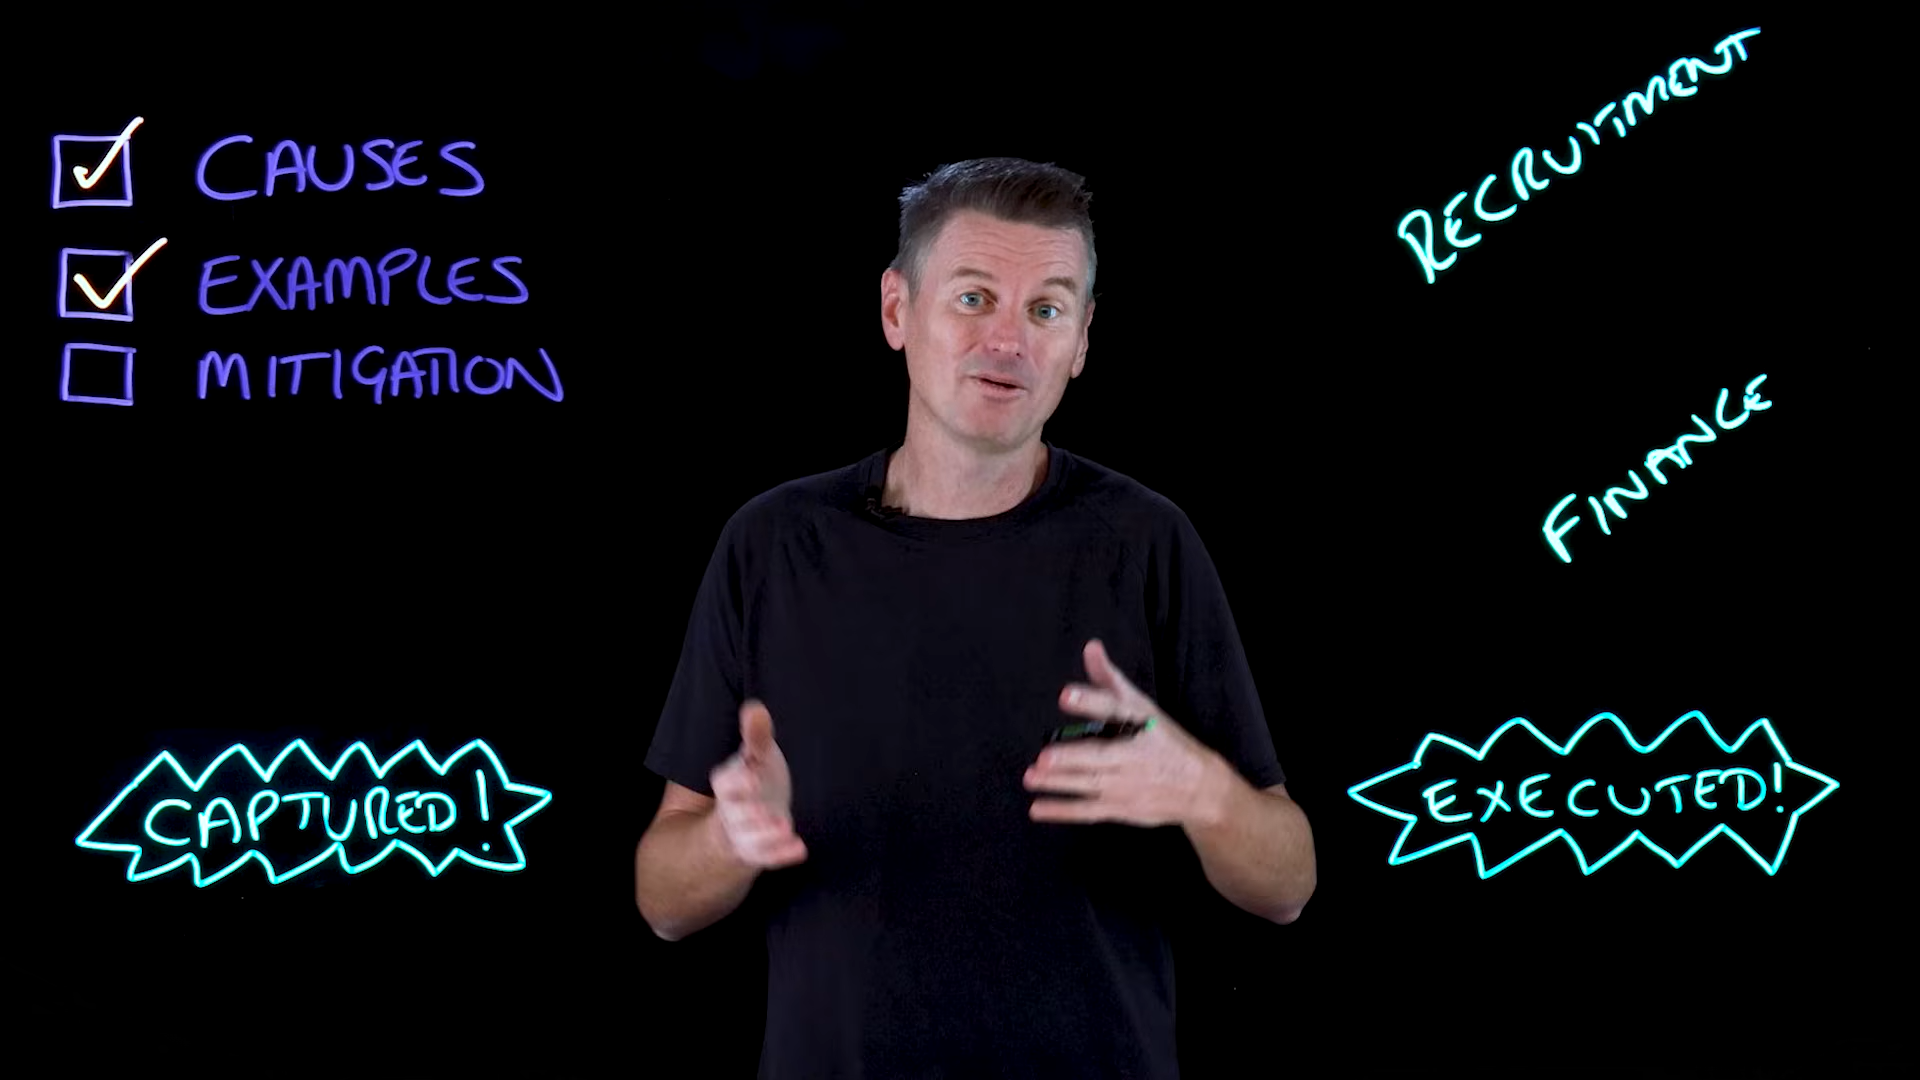 CAUSES
EXAMPLES
MITIGATION
RECRUITMENT
FINANCE
CAPTURED!
EXECUTED!